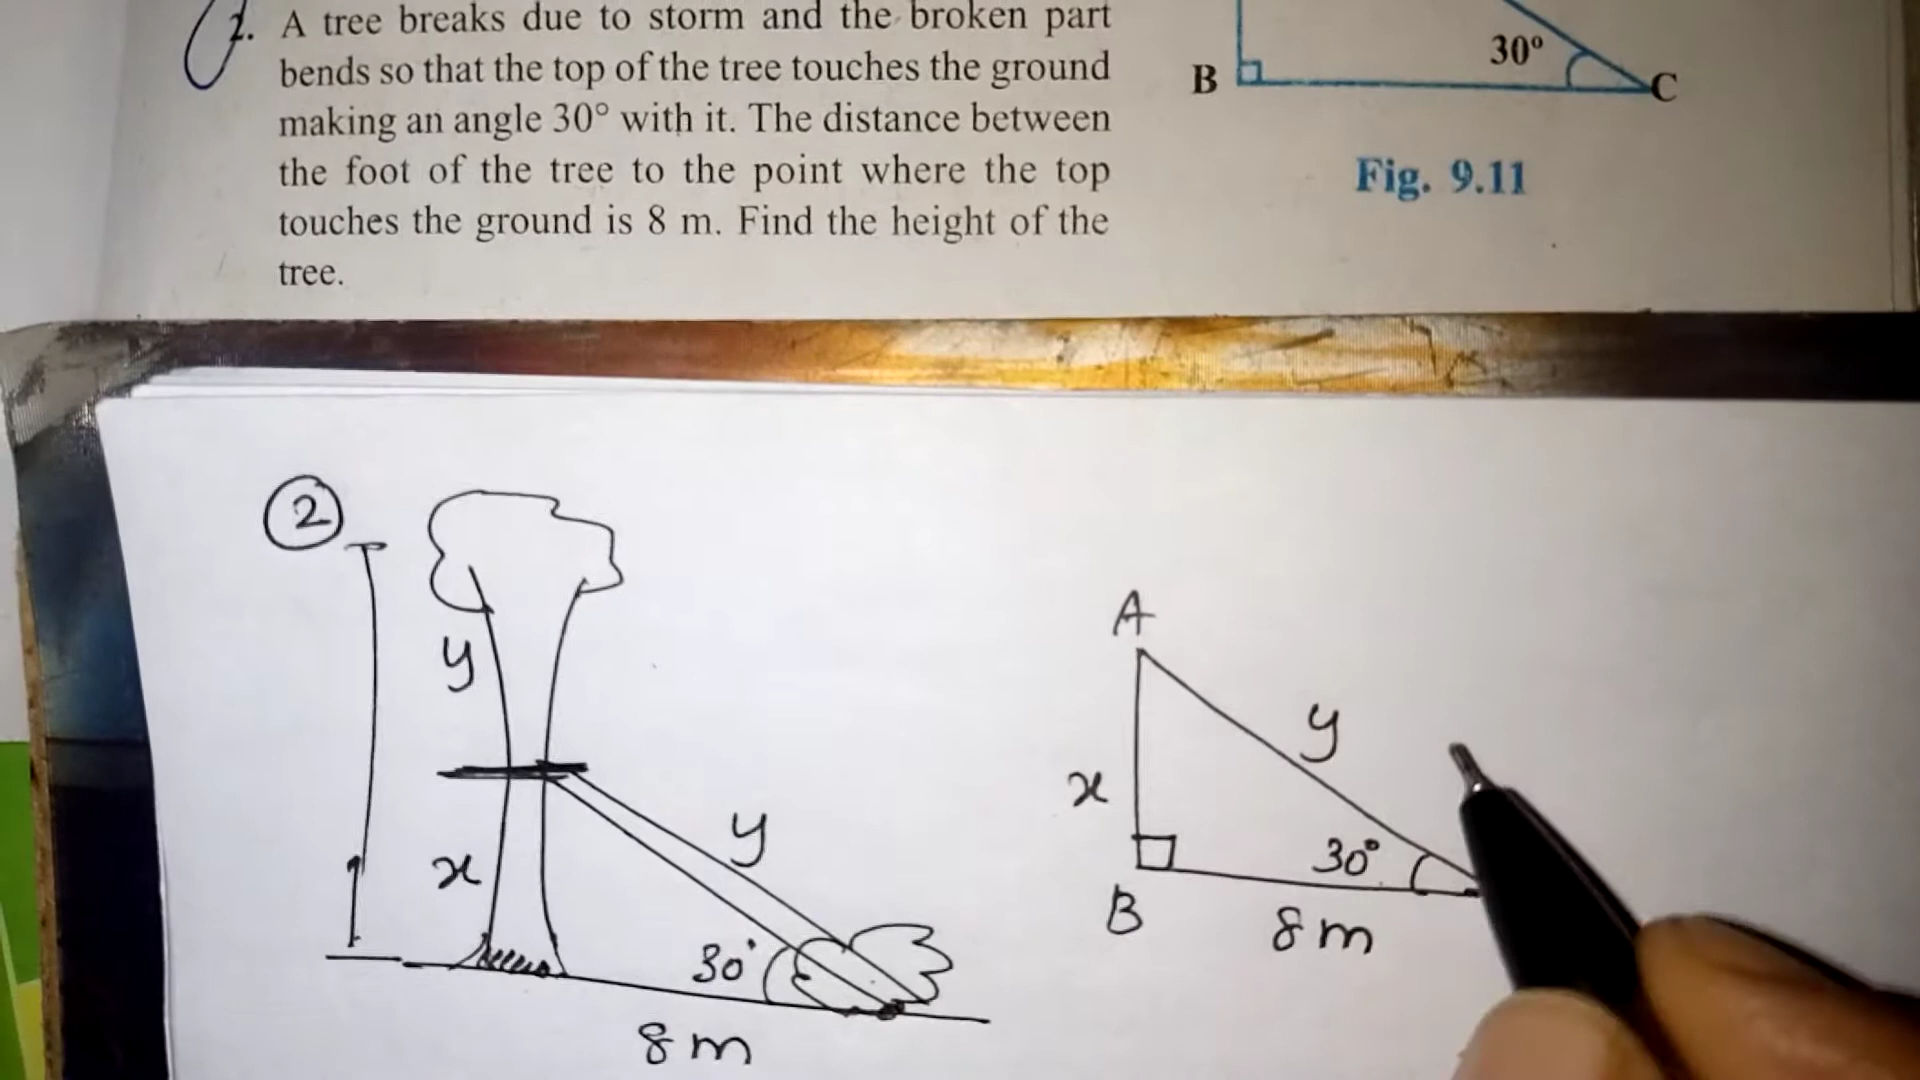 2. A tree breaks due to storm and the broken part
bends so that the top of the tree touches the ground
making an angle 30° with it. The distance between
the foot of the tree to the point where the top
touches the ground is 8 m. Find the height of the
tree.
30°
B
C
Fig. 9.11
2
y
x
y
30°
8 m
A
y
x
30°
B
8 m